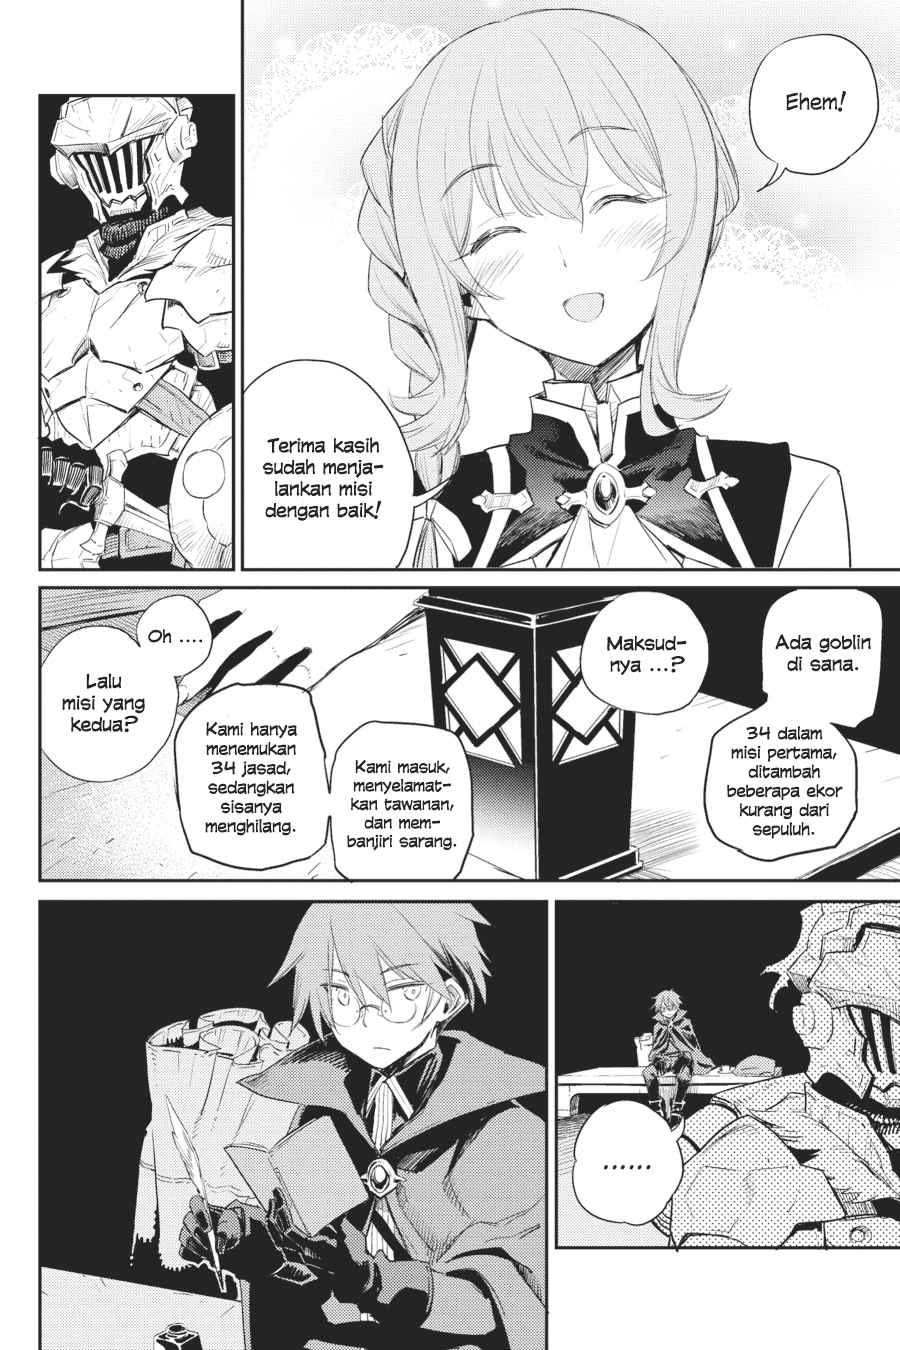 Ehem!
Terima kasih
sudah menja-
lankan misi
dengan baik!
Ada goblin
di sana.
34 dalam
misi pertama,
ditambah
beberapa ekor
kurang dari
sepuluh.
Maksud-
nya ...?
Kami masuk,
menyelamat-
kan tawanan,
dan mem-
banjiri sarang.
Kami hanya
menemukan
34 jasad,
sedangkan
sisanya
menghilang.
Oh ....
Lalu
misi yang
kedua?
......